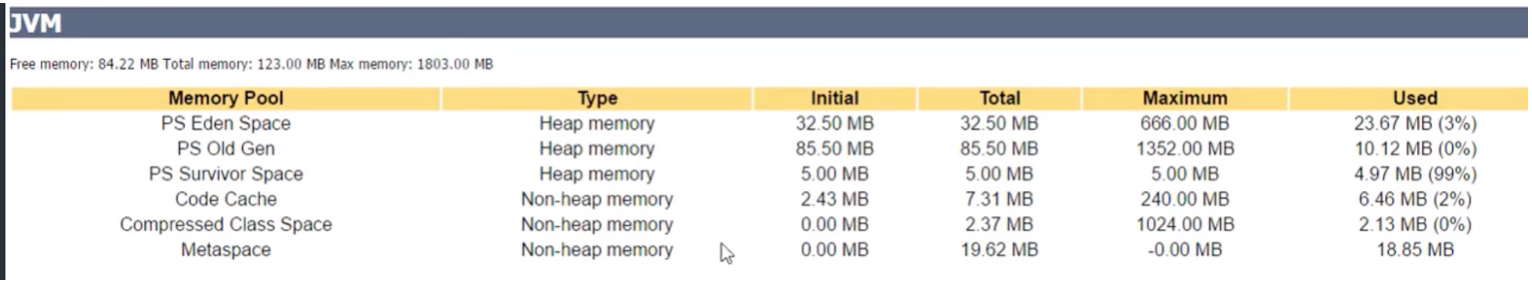 JVM
Free memory: 84.22 MB Total memory: 123.00 MB Max memory: 1803.00 MB
Memory Pool Type Initial Total Maximum Used
PS Eden Space Heap memory 32.50 MB 32.50 MB 666.00 MB 23.67 MB (3%)
PS Old Gen Heap memory 85.50 MB 85.50 MB 1352.00 MB 10.12 MB (0%)
PS Survivor Space Heap memory 5.00 MB 5.00 MB 5.00 MB 4.97 MB (99%)
Code Cache Non-heap memory 2.43 MB 7.31 MB 240.00 MB 6.46 MB (2%)
Compressed Class Space Non-heap memory 0.00 MB 2.37 MB 1024.00 MB 2.13 MB (0%)
Metaspace Non-heap memory 0.00 MB 19.62 MB -0.00 MB 18.85 MB